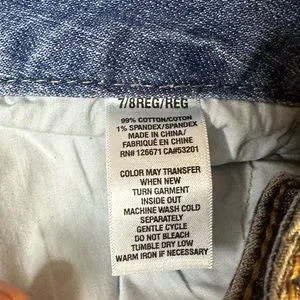 7/8REG/REG
99% COTTON/COTON
1% SPANDEX/SPANDEX
MADE IN CHINA/
FABRIQUÉ EN CHINE
RN# 126671 CA#53201
COLOR MAY TRANSFER
WHEN NEW
TURN GARMENT
INSIDE OUT
MACHINE WASH COLD
SEPARATELY
GENTLE CYCLE
DO NOT BLEACH
TUMBLE DRY LOW
WARM IRON IF NECESSARY